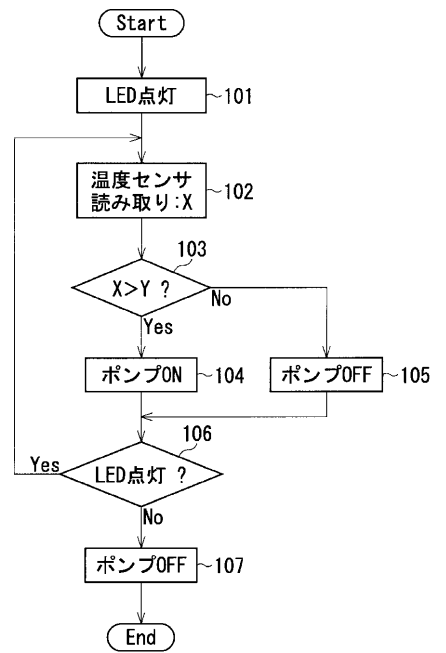 Start
LED点灯
101
温度センサ
読み取り:X
102
103
X>Y ?
No
Yes
ポンプON
104
ポンプOFF
105
106
LED点灯 ?
Yes
No
ポンプOFF
107
End